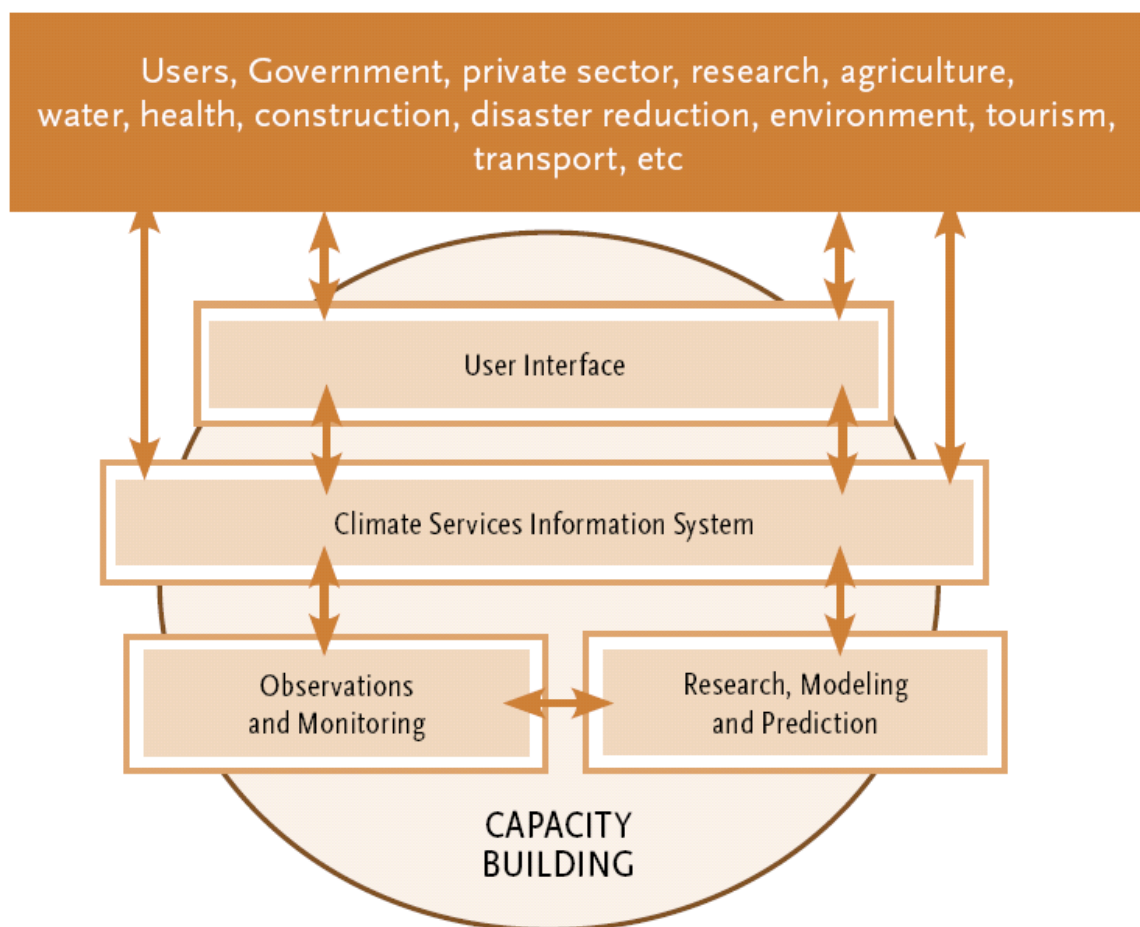 Users, Government, private sector, research, agriculture,
water, health, construction, disaster reduction, environment, tourism,
transport, etc
User Interface
Climate Services Information System
Observations
and Monitoring
Research, Modeling
and Prediction
CAPACITY
BUILDING